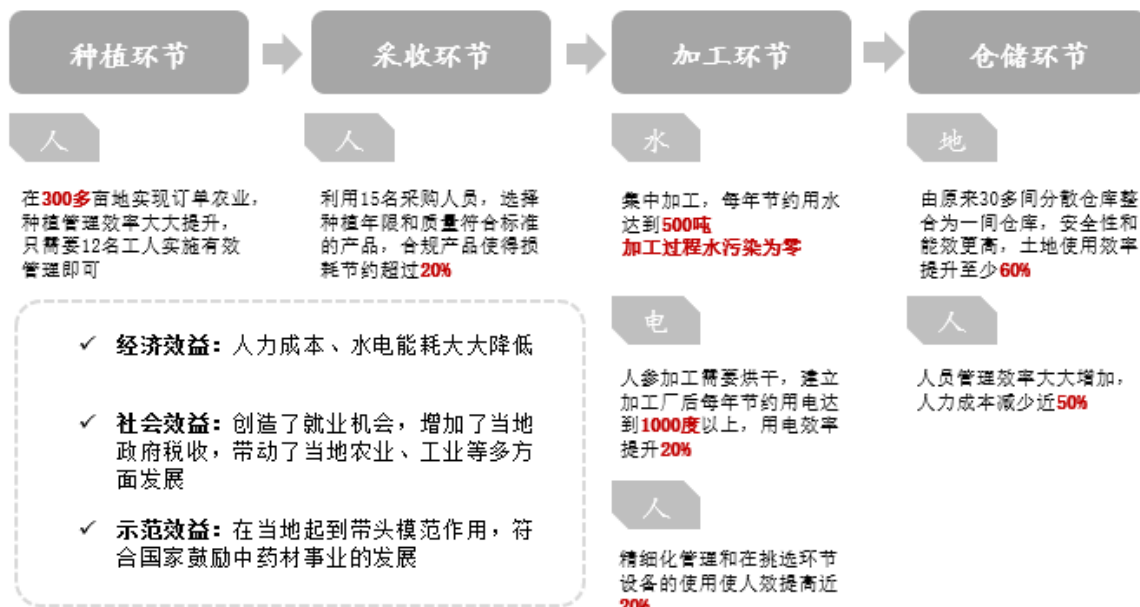 种植环节
采收环节
加工环节
仓储环节
人
在300多亩地实现订单农业，
种植管理效率大大提升，
只需要12名工人实施有效
管理即可
人
利用15名采购人员，选择
种植年限和质量符合标准
的产品，合规产品使得损
耗节约超过20%
水
集中加工，每年节约用水
达到500吨
加工过程水污染为零
电
人参加工需要烘干，建立
加工厂后每年节约用电达
到1000度以上，用电效率
提升20%
人
精细化管理和在挑选环节
设备的使用使人效提高近
20%
地
由原来30多间分散仓库整
合为一间仓库，安全性和
能效更高，土地使用效率
提升至少60%
人
人员管理效率大大增加，
人力成本减少近50%
✓ 经济效益：人力成本、水电能耗大大降低
✓ 社会效益：创造了就业机会，增加了当地
政府税收，带动了当地农业、工业等多方
面发展
✓ 示范效益：在当地起到带头模范作用，符
合国家鼓励中药材事业的发展